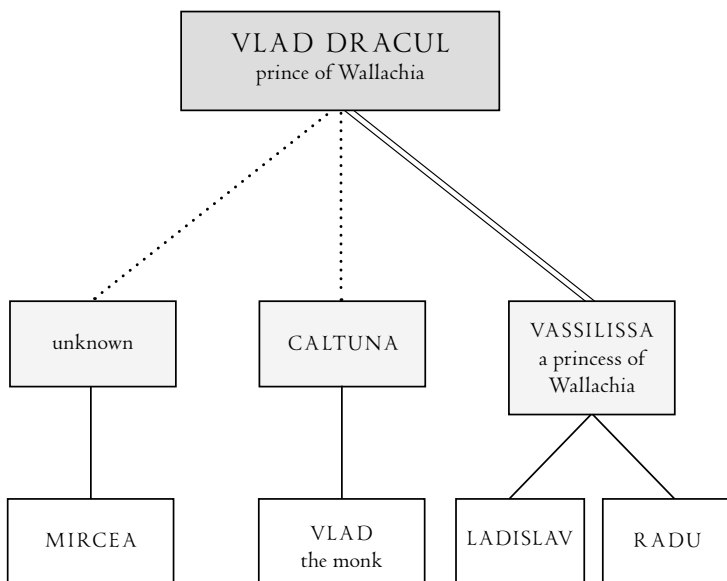 VLAD DRACUL
prince of Wallachia
unknown
CALTUNA
VASSILISSA
a princess of
Wallachia
MIRCEA
VLAD
the monk
LADISLAV
RADU